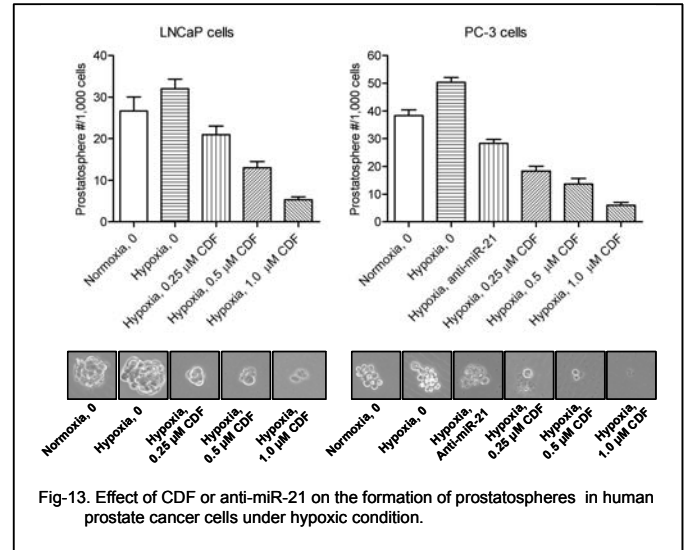 LNCaP cells
Prostatosphere #/1,000 cells
40
30
20
10
0
Normoxia, 0
Hypoxia, 0
Hypoxia, 0.25 μM CDF
Hypoxia, 0.5 μM CDF
Hypoxia, 1.0 μM CDF
PC-3 cells
Prostatosphere #/1,000 cells
60
50
40
30
20
10
0
Normoxia, 0
Hypoxia, 0
Hypoxia, anti-miR-21
Hypoxia, 0.25 μM CDF
Hypoxia, 0.5 μM CDF
Hypoxia, 1.0 μM CDF
Normoxia, 0
Hypoxia, 0
Hypoxia,
0.25 μM CDF
Hypoxia,
0.5 μM CDF
Hypoxia,
1.0 μM CDF
Normoxia, 0
Hypoxia, 0
Hypoxia,
Anti-miR-21
Hypoxia,
0.25 μM CDF
Hypoxia,
0.5 μM CDF
Hypoxia,
1.0 μM CDF
Fig-13. Effect of CDF or anti-miR-21 on the formation of prostatospheres in human
prostate cancer cells under hypoxic condition.